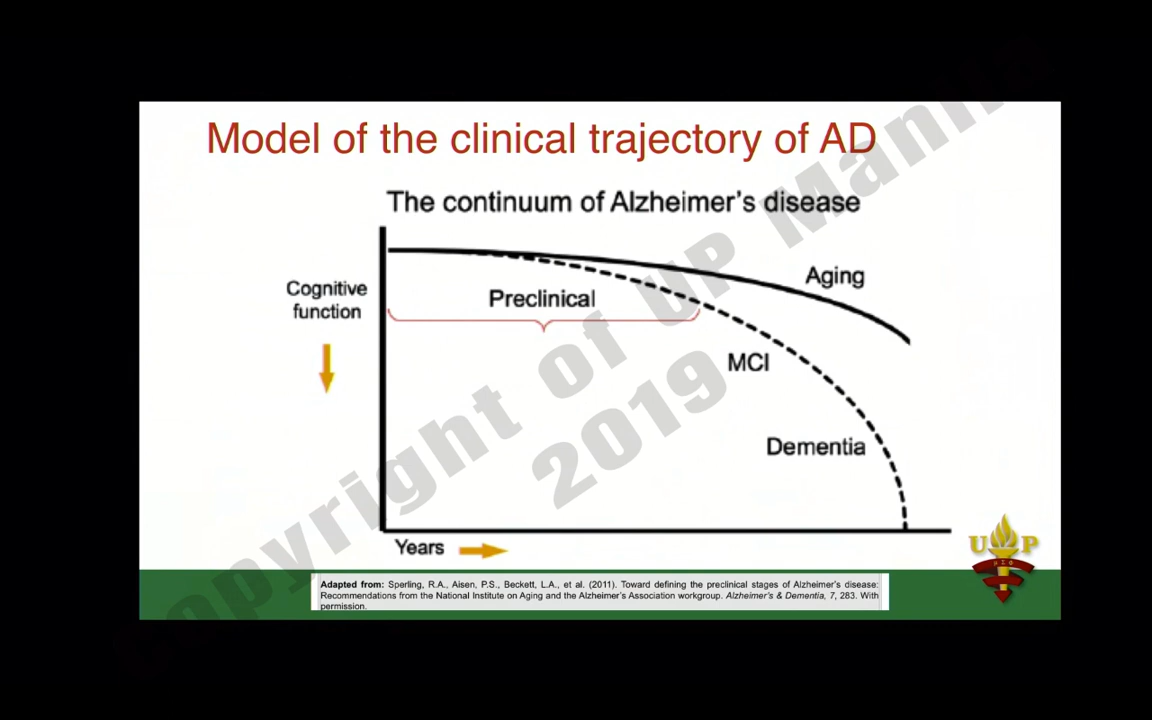 Model of the clinical trajectory of AD
The continuum of Alzheimer's disease
Aging
Cognitive
function
Preclinical
MCI
Dementia
Years
Copyright of UP Manila
2019
U P
Adapted from: Sperling, R.A., Aisen, P.S., Beckett, L.A., et al. (2011). Toward defining the preclinical stages of Alzheimer's disease:
Recommendations from the National Institute on Aging and the Alzheimer's Association workgroup. Alzheimer's & Dementia, 7, 283. With
permission.